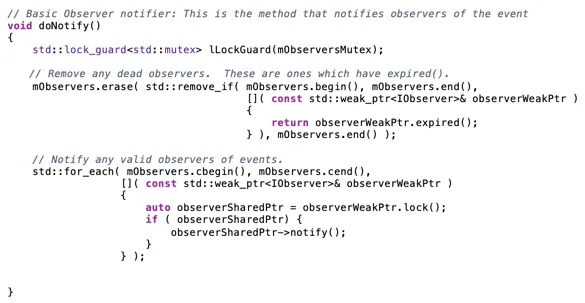 // Basic Observer notifier: This is the method that notifies observers of the event
void doNotify()
{
std::lock_guard<std::mutex> lLockGuard(mObserversMutex);
// Remove any dead observers.  These are ones which have expired().
mObservers.erase( std::remove_if( mObservers.begin(), mObservers.end(),
[]( const std::weak_ptr<IObserver>& observerWeakPtr )
{
return observerWeakPtr.expired();
} ), mObservers.end() );
// Notify any valid observers of events.
std::for_each( mObservers.cbegin(), mObservers.cend(),
[]( const std::weak_ptr<IObserver>& observerWeakPtr )
{
auto observerSharedPtr = observerWeakPtr.lock();
if ( observerSharedPtr) {
observerSharedPtr->notify();
}
} );
}